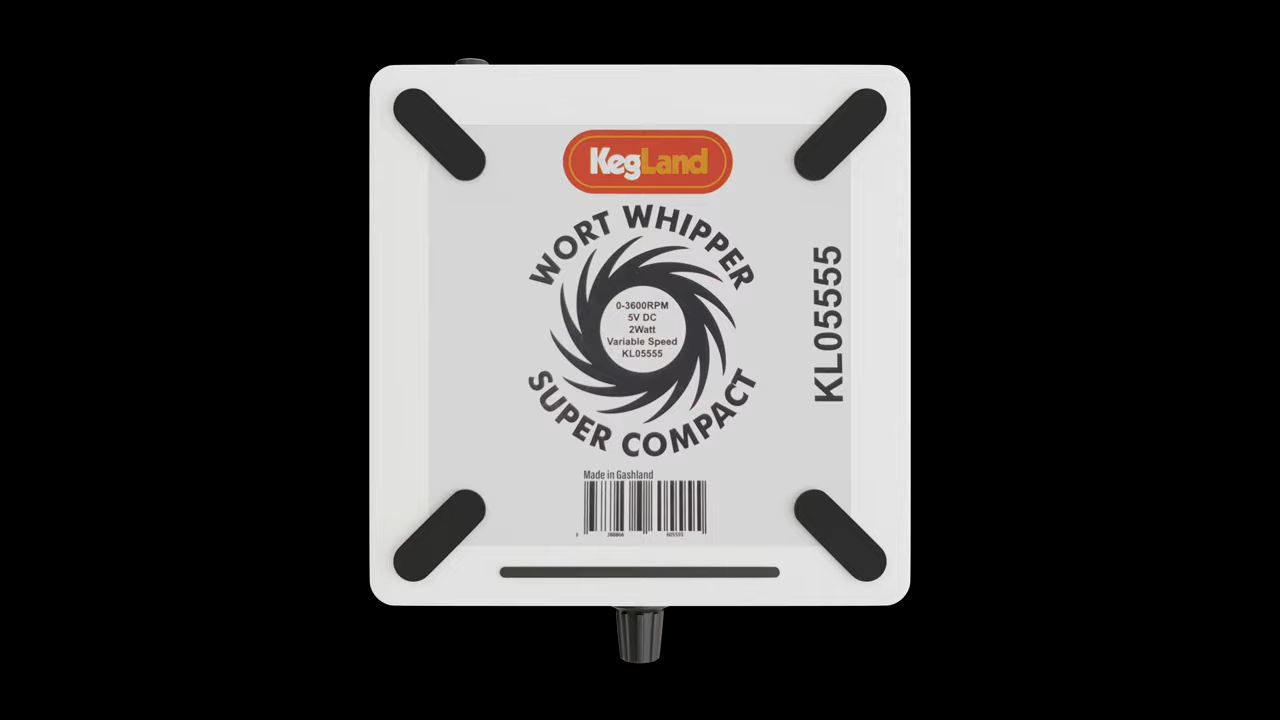 KegLand
WORT WHIPPER
0-3600RPM
5V DC
2Watt
Variable Speed
KL05555
SUPER COMPACT
KL05555
Made in Gashland